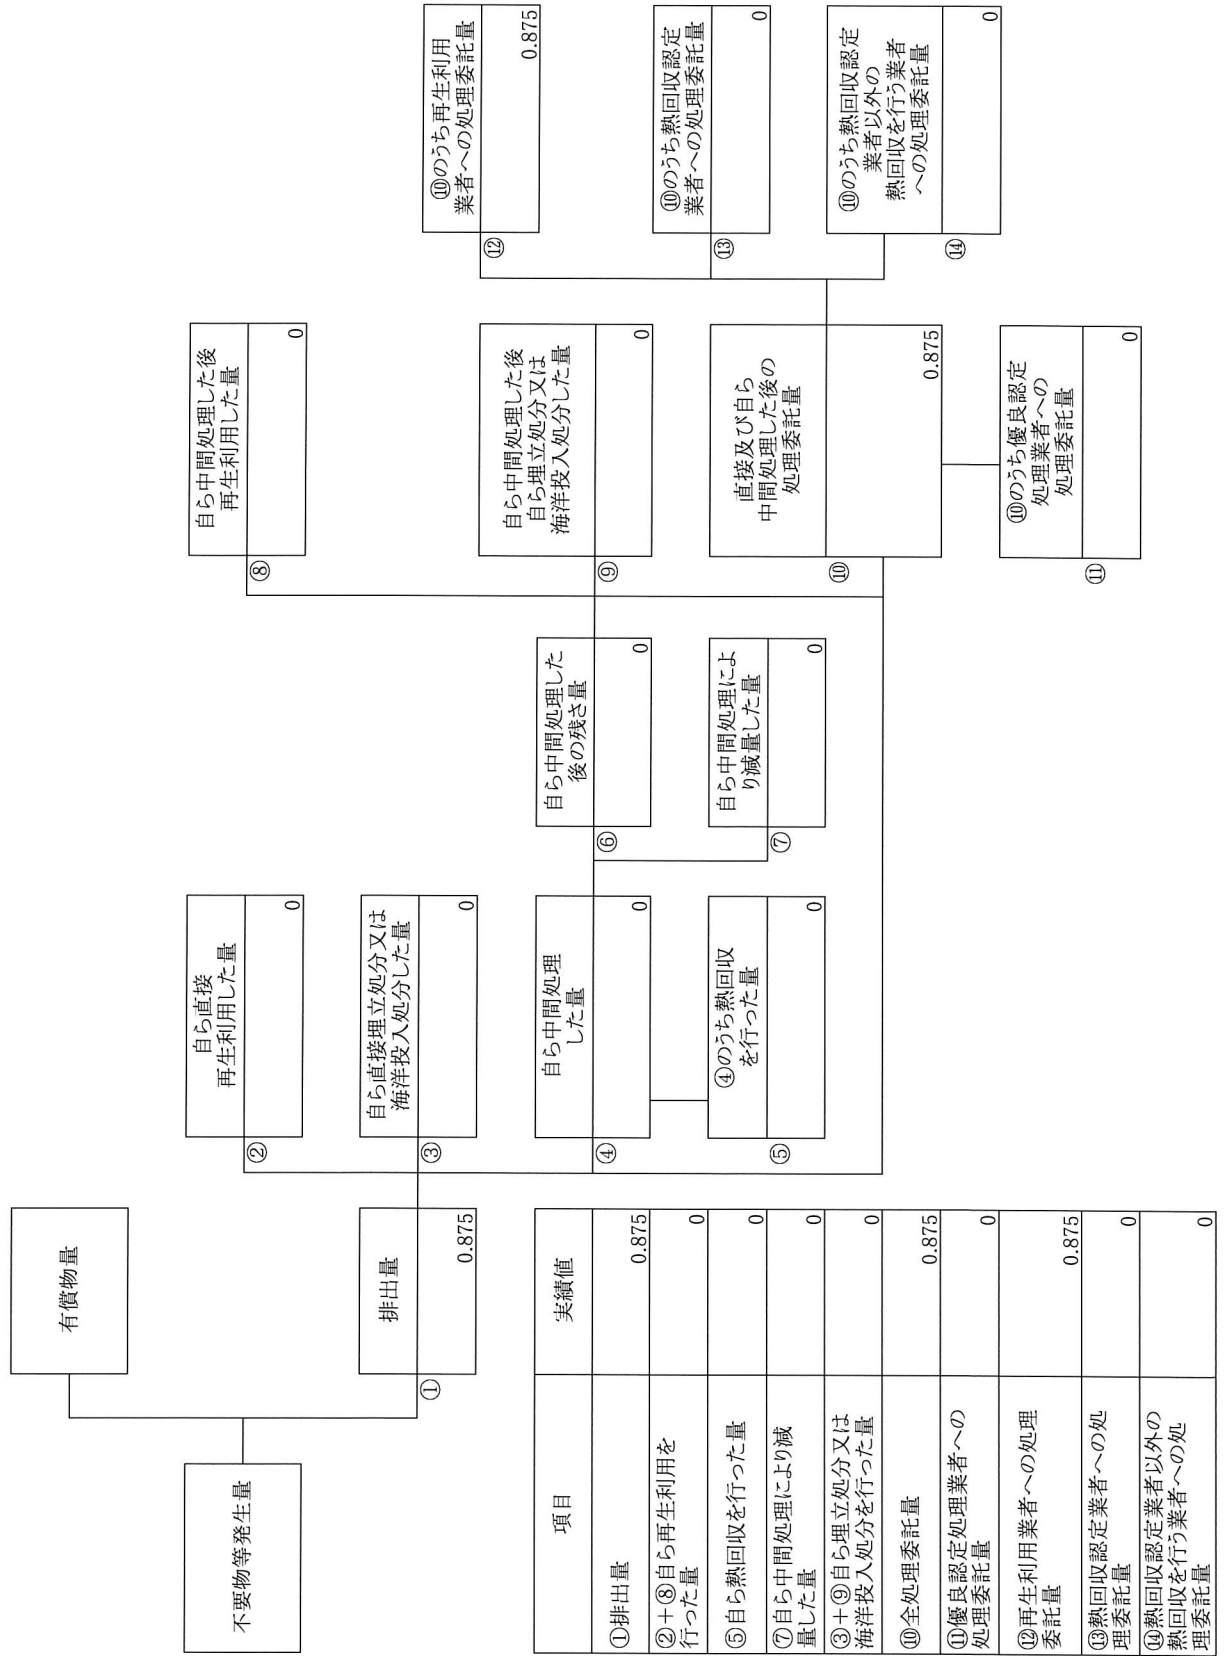 不要物等発生量
有償物量
排出量
①
0.875
自ら直接
再生利用した量
②
0
自ら直接埋立処分又は
海洋投入処分した量
③
0
自ら中間処理
した量
④
0
④のうち熱回収
を行った量
⑤
0
自ら中間処理した
後の残さ量
⑥
0
自ら中間処理によ
り減量した量
⑦
0
自ら中間処理した後
再生利用した量
⑧
0
自ら中間処理した後
自ら埋立処分又は
海洋投入処分した量
⑨
0
直接及び自ら
中間処理した後の
処理委託量
⑩
0.875
⑩のうち優良認定
処理業者への
処理委託量
⑪
0
⑩のうち再生利用
業者への処理委託量
⑫
0.875
⑩のうち熱回収認定
業者への処理委託量
⑬
0
⑩のうち熱回収認定
業者以外の
熱回収を行う業者
への処理委託量
⑭
0
項目 実績値
①排出量 0.875
②+⑧自ら再生利用を
行った量 0
⑤自ら熱回収を行った量 0
⑦自ら中間処理により減
量した量 0
③+⑨自ら埋立処分又は
海洋投入処分を行った量 0
⑩全処理委託量 0.875
⑪優良認定処理業者への
処理委託量 0
⑫再生利用業者への処理
委託量 0.875
⑬熱回収認定業者への処
理委託量 0
⑭熱回収認定業者以外の
熱回収を行う業者への処
理委託量 0